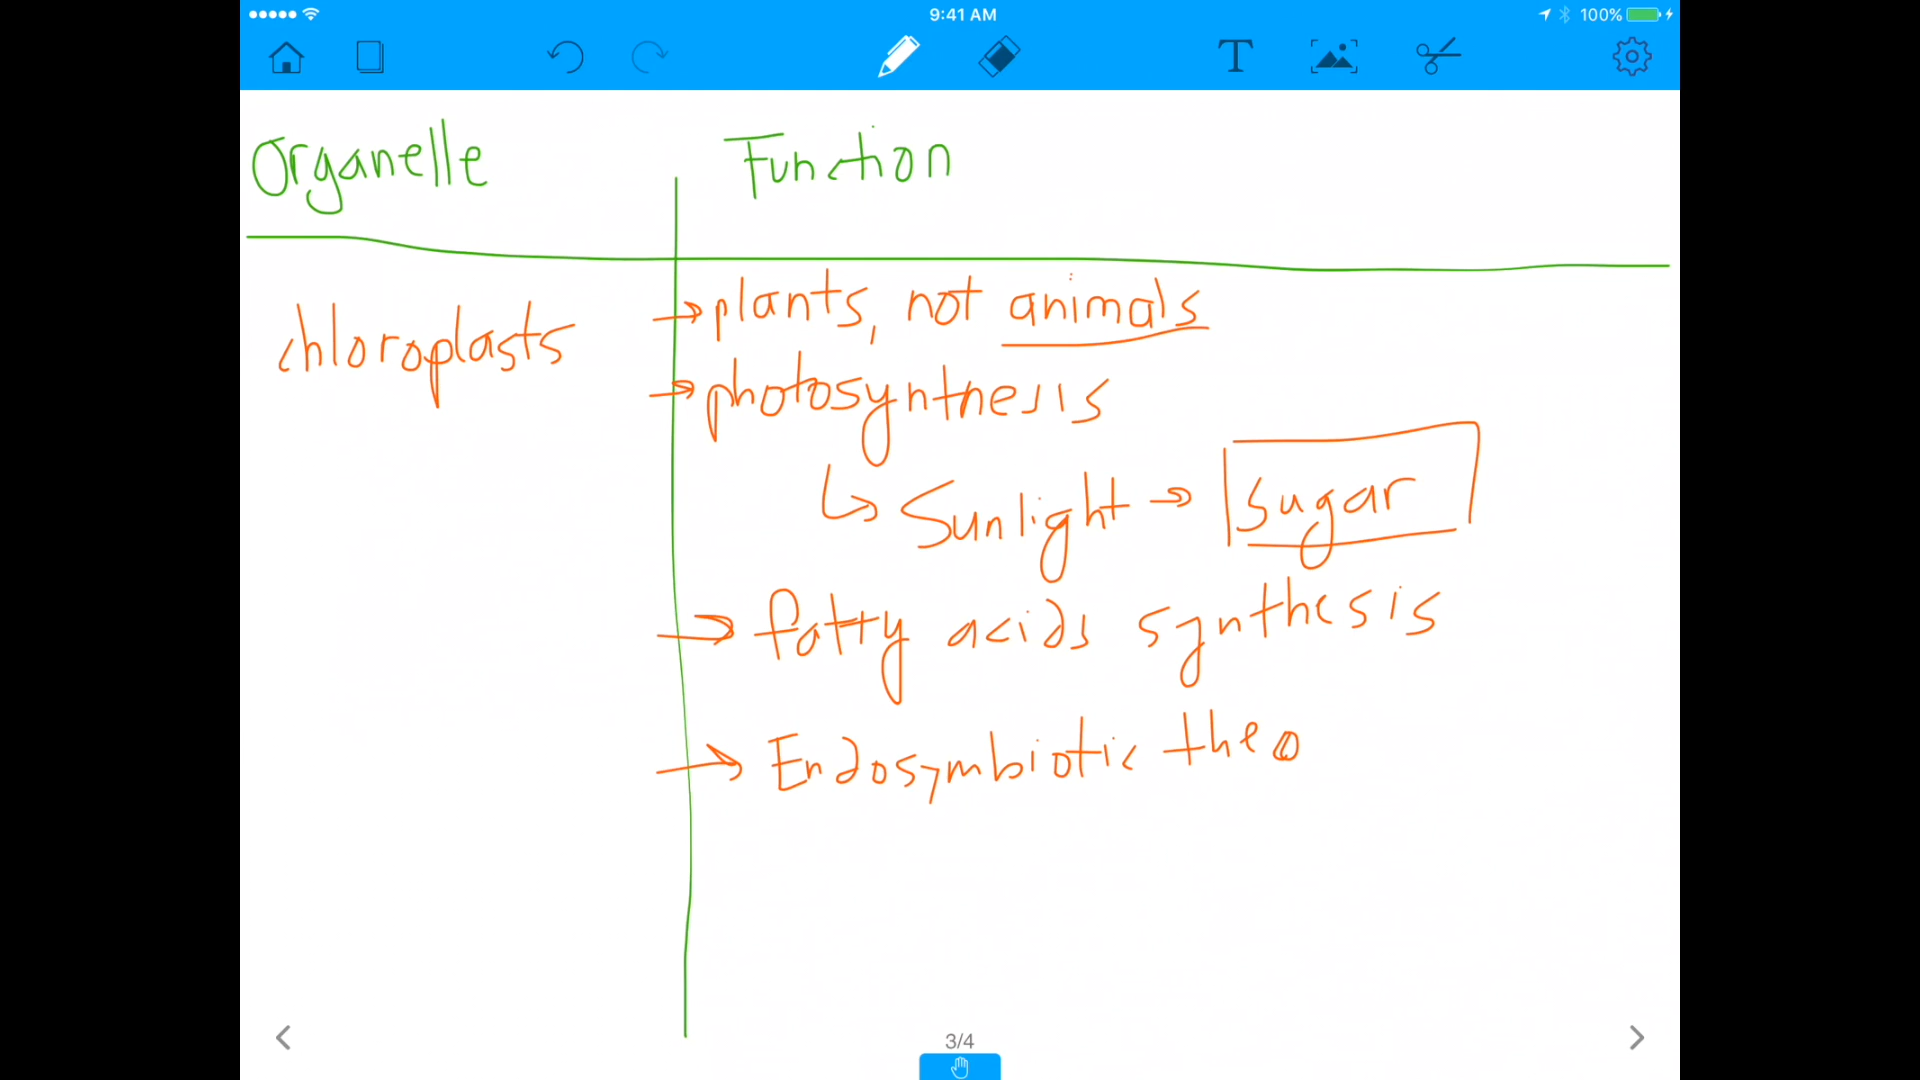 9:41 AM 100%
T
Organelle Function
chloroplasts → plants, not animals
→ photosynthesis
↳ Sunlight → sugar
→ fatty acids synthesis
→ Endosymbiotic theo
3/4